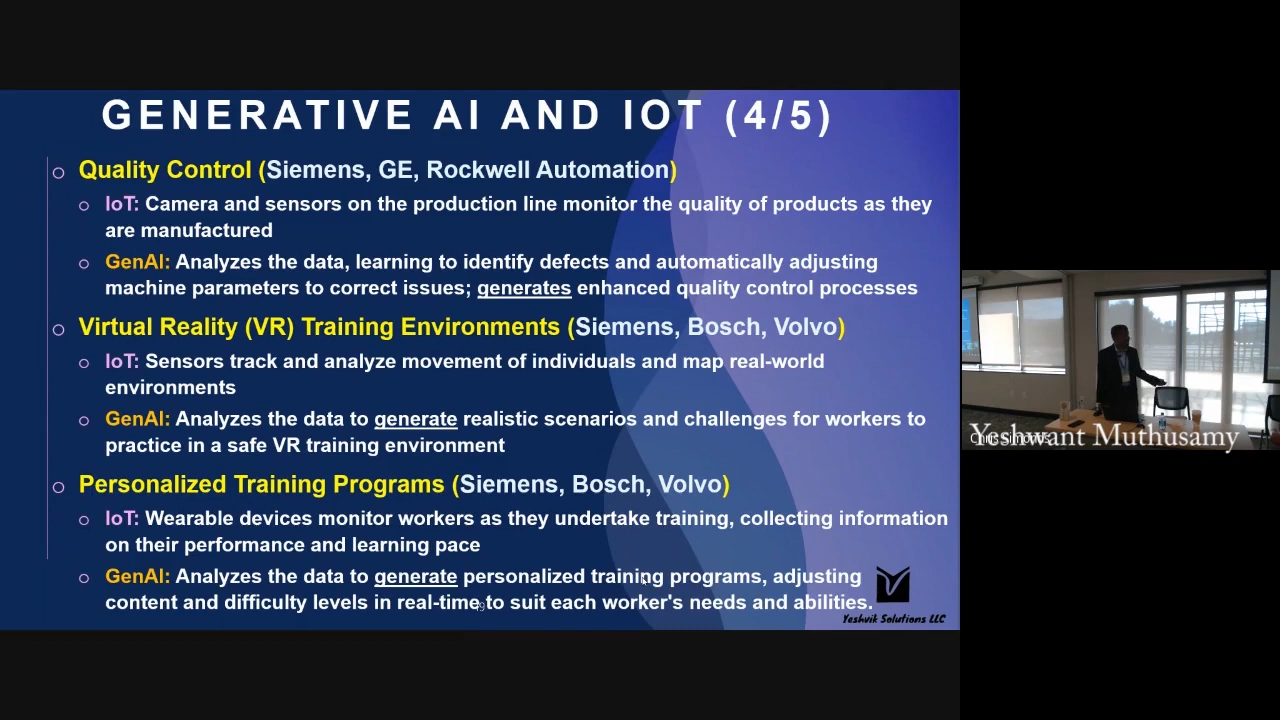 GENERATIVE AI AND IOT (4/5)
Quality Control (Siemens, GE, Rockwell Automation)
IoT: Camera and sensors on the production line monitor the quality of products as they
are manufactured
GenAI: Analyzes the data, learning to identify defects and automatically adjusting
machine parameters to correct issues; generates enhanced quality control processes
Virtual Reality (VR) Training Environments (Siemens, Bosch, Volvo)
IoT: Sensors track and analyze movement of individuals and map real-world
environments
GenAI: Analyzes the data to generate realistic scenarios and challenges for workers to
practice in a safe VR training environment
Personalized Training Programs (Siemens, Bosch, Volvo)
IoT: Wearable devices monitor workers as they undertake training, collecting information
on their performance and learning pace
GenAI: Analyzes the data to generate personalized training programs, adjusting
content and difficulty levels in real-time to suit each worker's needs and abilities.
Yeshvik Solutions LLC
Yeshwant Muthusamy